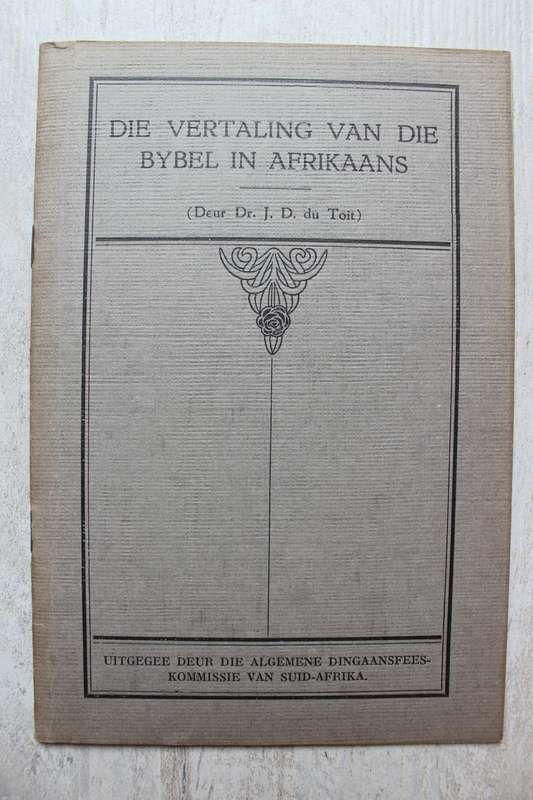 DIE VERTALING VAN DIE
BYBEL IN AFRIKAANS
(Deur Dr. J. D. du Toit)
UITGEGEE DEUR DIE ALGEMENE DINGAANSFEES-
KOMMISSIE VAN SUID-AFRIKA.